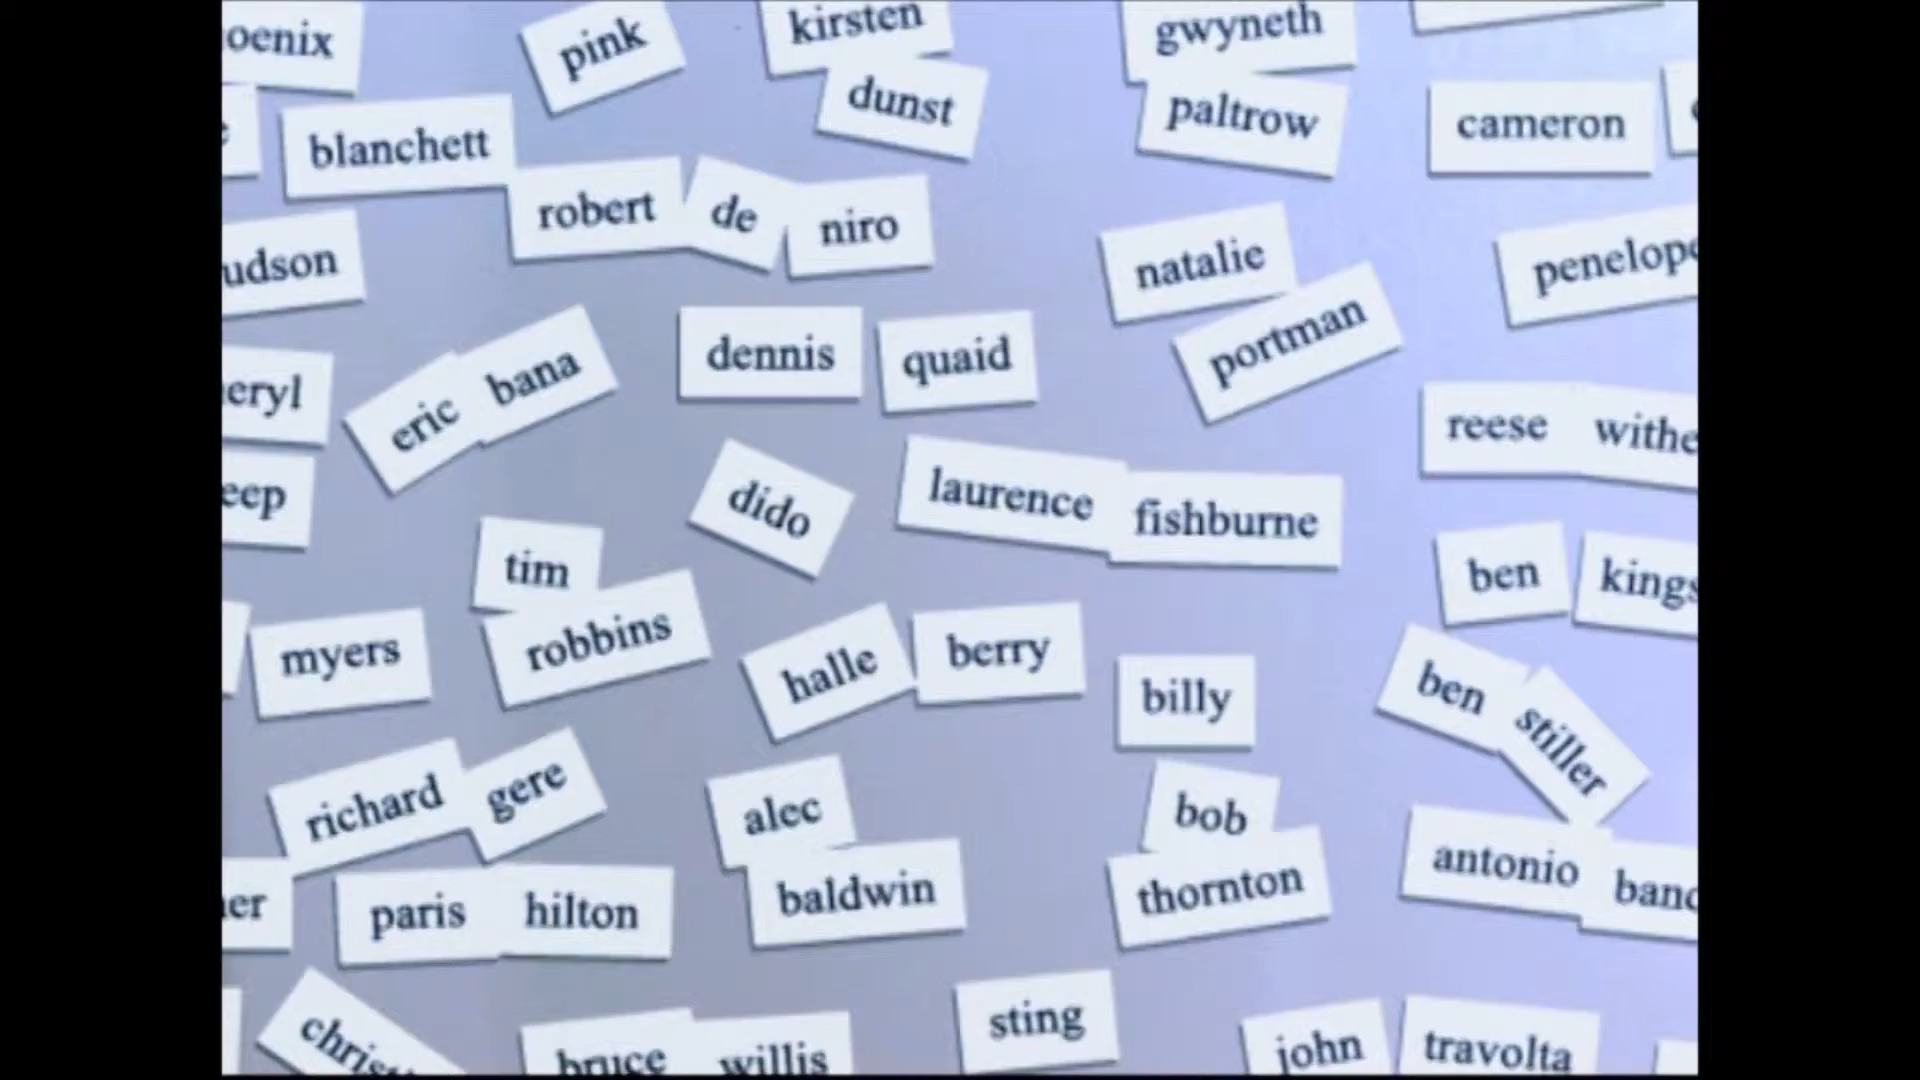 oenix
pink
kirsten
dunst
gwyneth
paltrow
cameron
blanchett
robert de niro
udson
natalie
portman
penelope
eryl
eep
eric bana
dennis quaid
reese withe
dido
laurence fishburne
tim
robbins
ben kings
myers
halle berry
billy
bob
thornton
ben stiller
richard gere
alec
baldwin
antonio band
er
paris hilton
sting
christ
bruce willis
john travolta